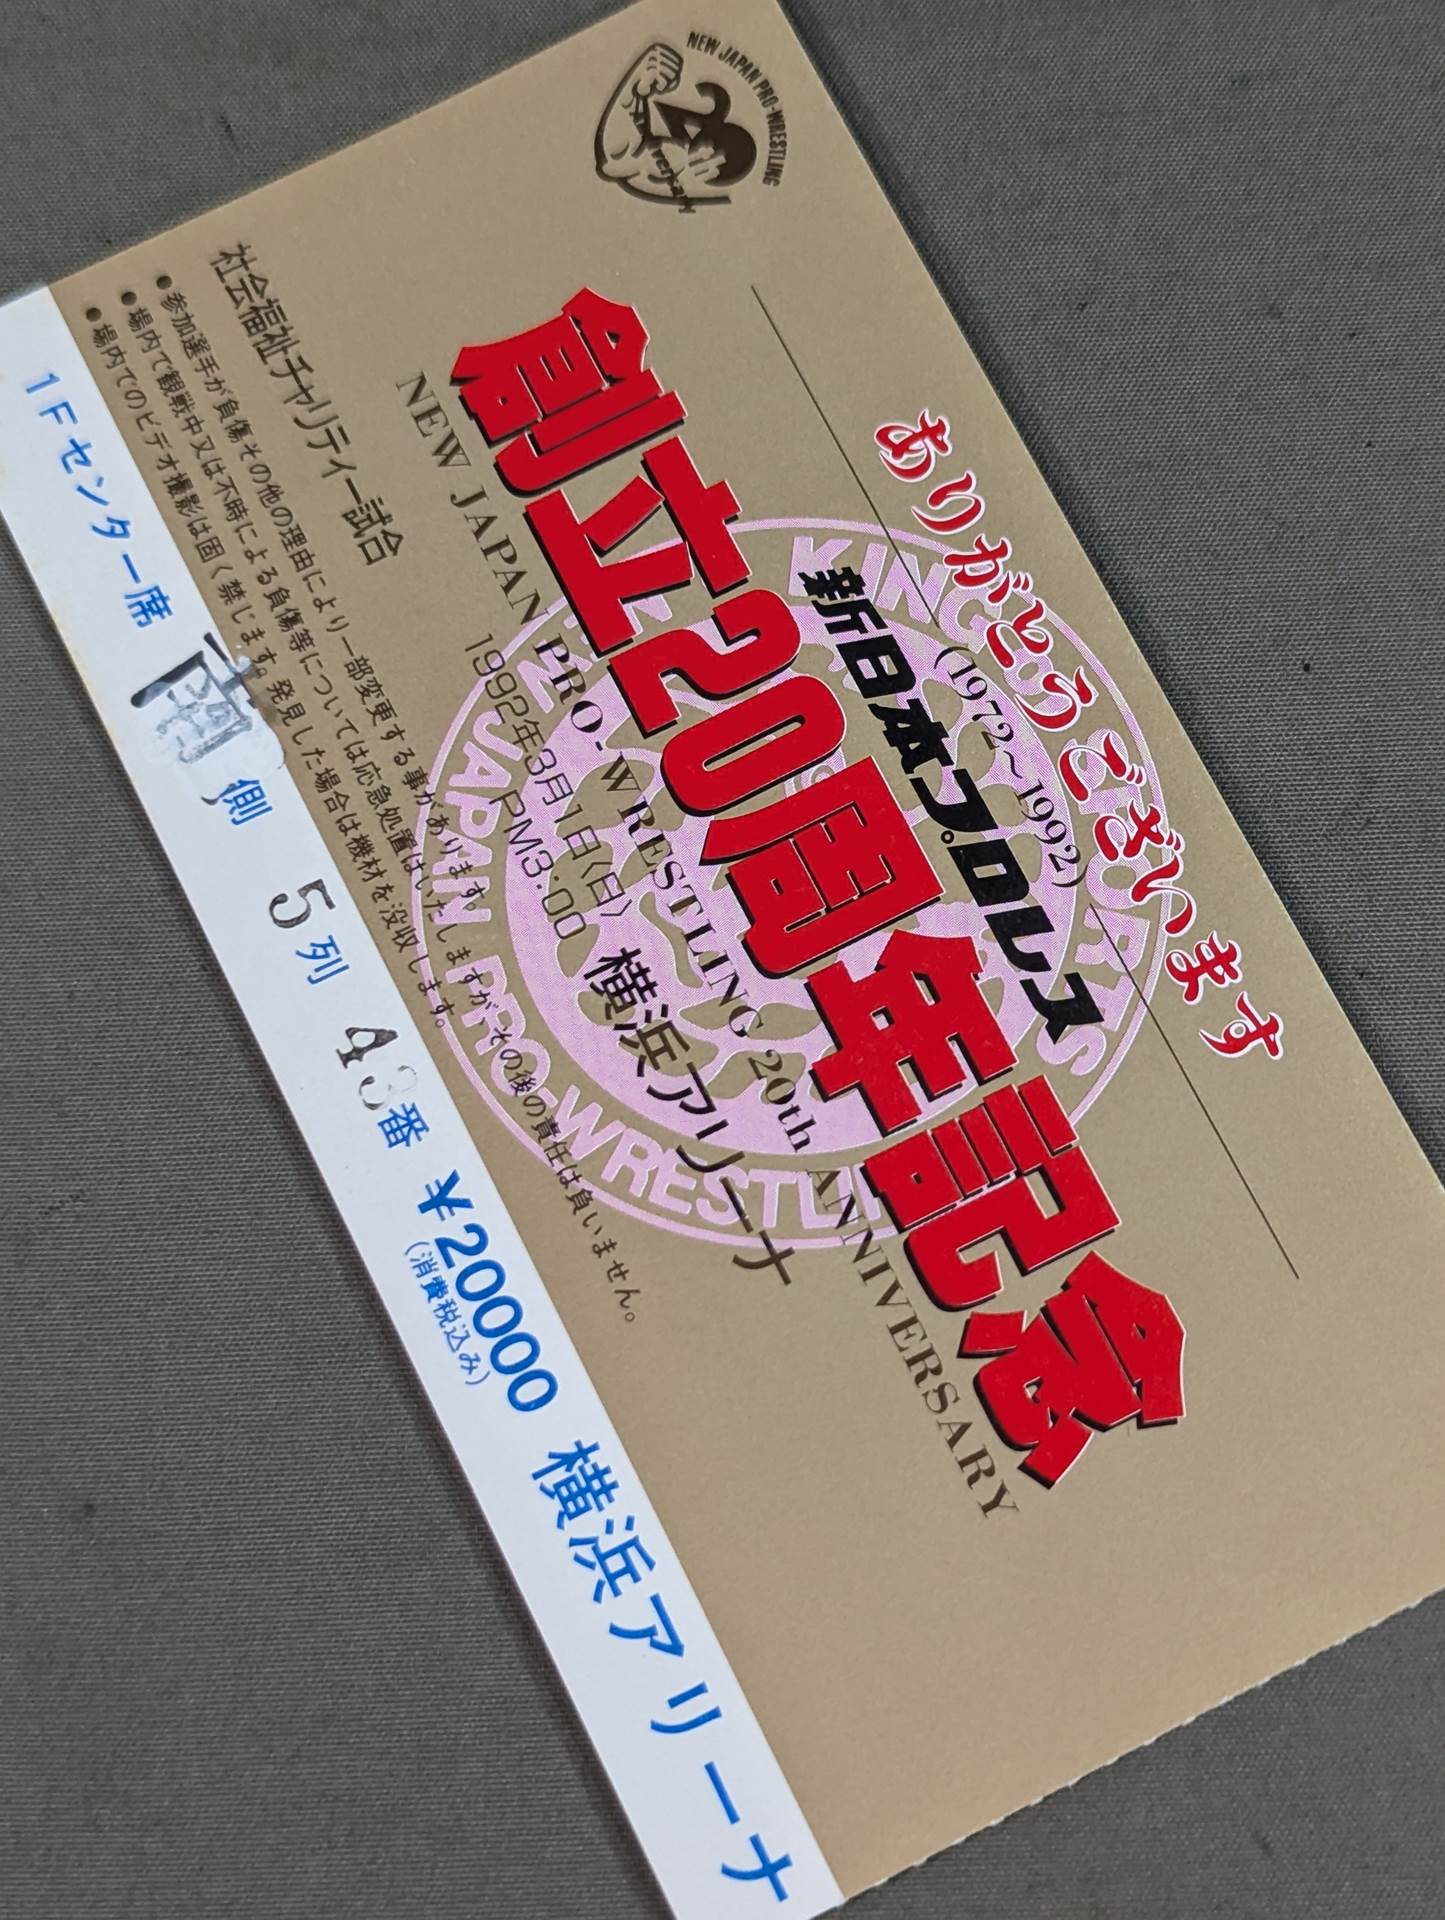 NEW JAPAN PRO-WRESTLING
20th
ありがとうございます
(1972〜1992)
新日本プロレス
創立20周年記念
NEW JAPAN PRO-WRESTLING 20th ANNIVERSARY
1992年3月1日〈日〉
PM3:00
横浜アリーナ
社会福祉チャリティー試合
●参加選手が負傷その他の理由により一部変更する事があります。
●場内で観戦中又は不時による負傷等については応急処置はいたしますが、その後の責任は負いません。
●場内でのビデオ撮影は固く禁じます。発見した場合は機材を没収します。
1Fセンター席 南側 5列 43番 ¥20000 横浜アリーナ
(消費税込み)
KING OF SPORTS
NEW JAPAN PRO-WRESTLING